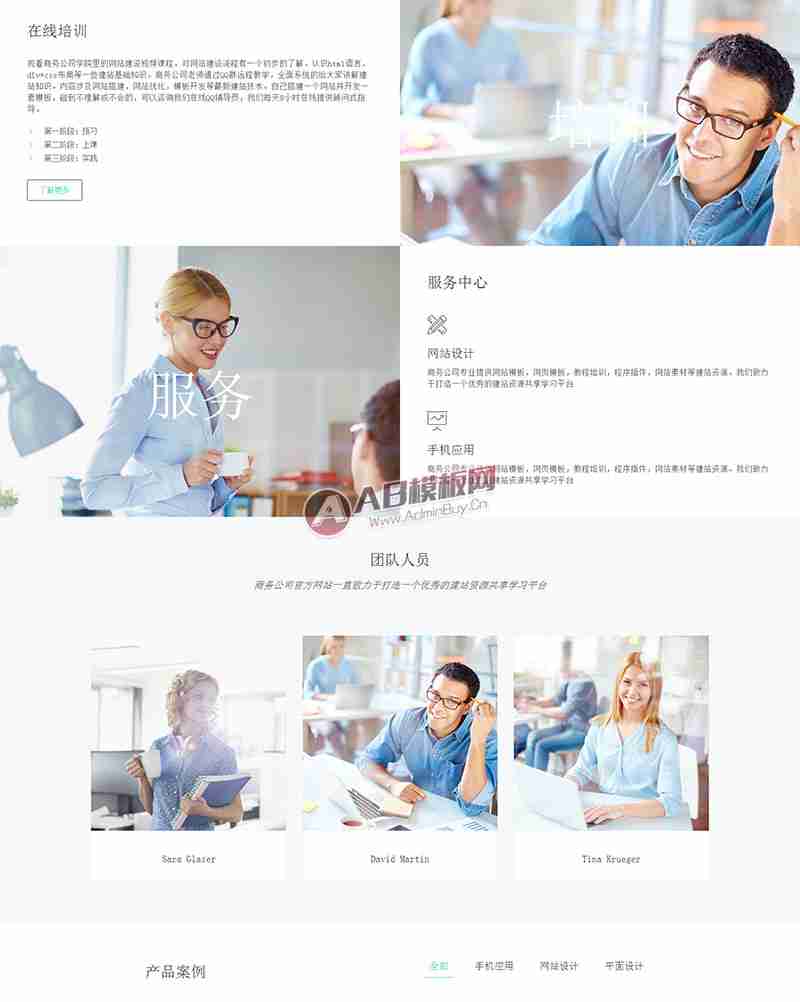 在线培训
观看商务公司学院里的网站建设视频课程，对网站建设流程有一个初步的了解，认识html语言，
div+css布局等一些建站基础知识，商务公司老师通过QQ群远程教学，全面系统的给大家讲解建
站知识，内容涉及网站搭建，网站优化，模板开发等最新建站技术，自己搭建一个网站并开发一
套模板，碰到不理解或不会的，可以咨询我们在线QQ辅导员，我们每天8小时在线提供顾问式指
导。
第一阶段：预习
第二阶段：上课
第三阶段：实践
了解更多
培训
服务
服务中心
网站设计
商务公司专业提供网站模板，网页模板，教程培训，程序插件，网站素材等建站资源，我们致力
于打造一个优秀的建站资源共享学习平台
手机应用
商务公司专业提供网站模板，网页模板，教程培训，程序插件，网站素材等建站资源，我们致力
建站资源共享学习平台
AB模板网
Www.AdminBuy.Cn
团队人员
商务公司官方网站一直致力于打造一个优秀的建站资源共享学习平台
Sara Glaser
David Martin
Tina Krueger
产品案例
全部 手机应用 网站设计 平面设计